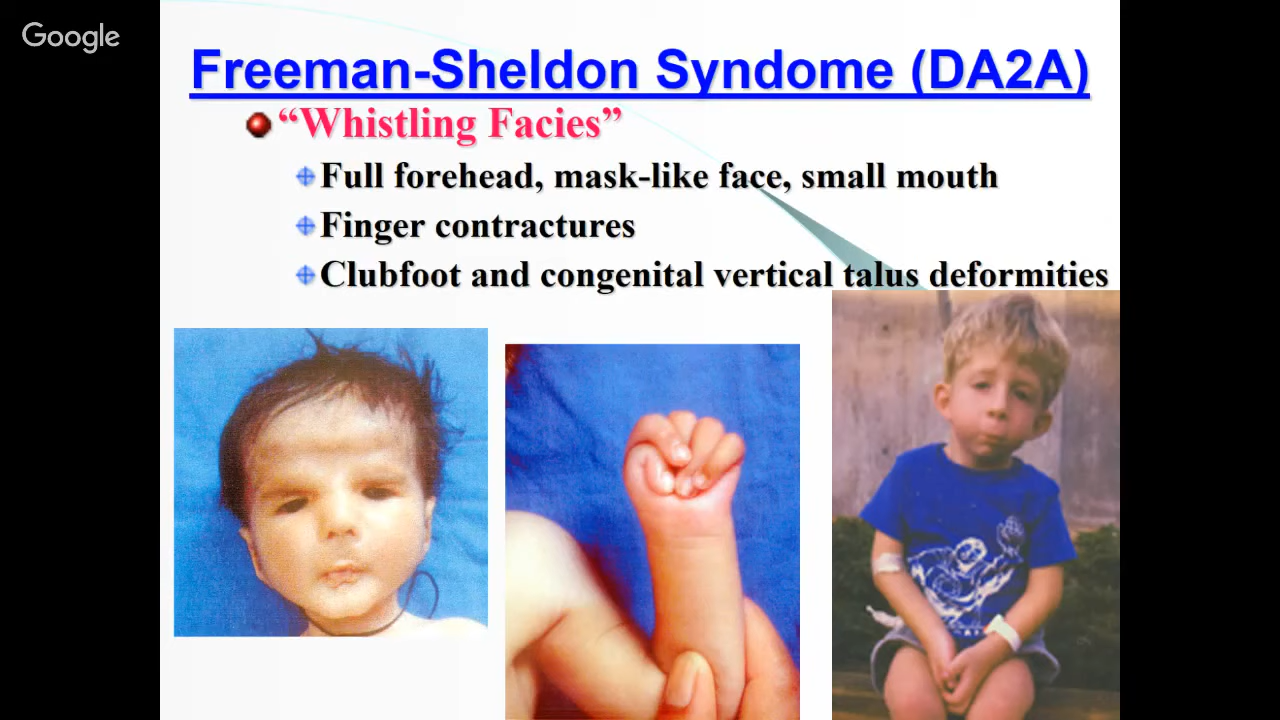 Google
Freeman-Sheldon Syndome (DA2A)
“Whistling Facies”
Full forehead, mask-like face, small mouth
Finger contractures
Clubfoot and congenital vertical talus deformities